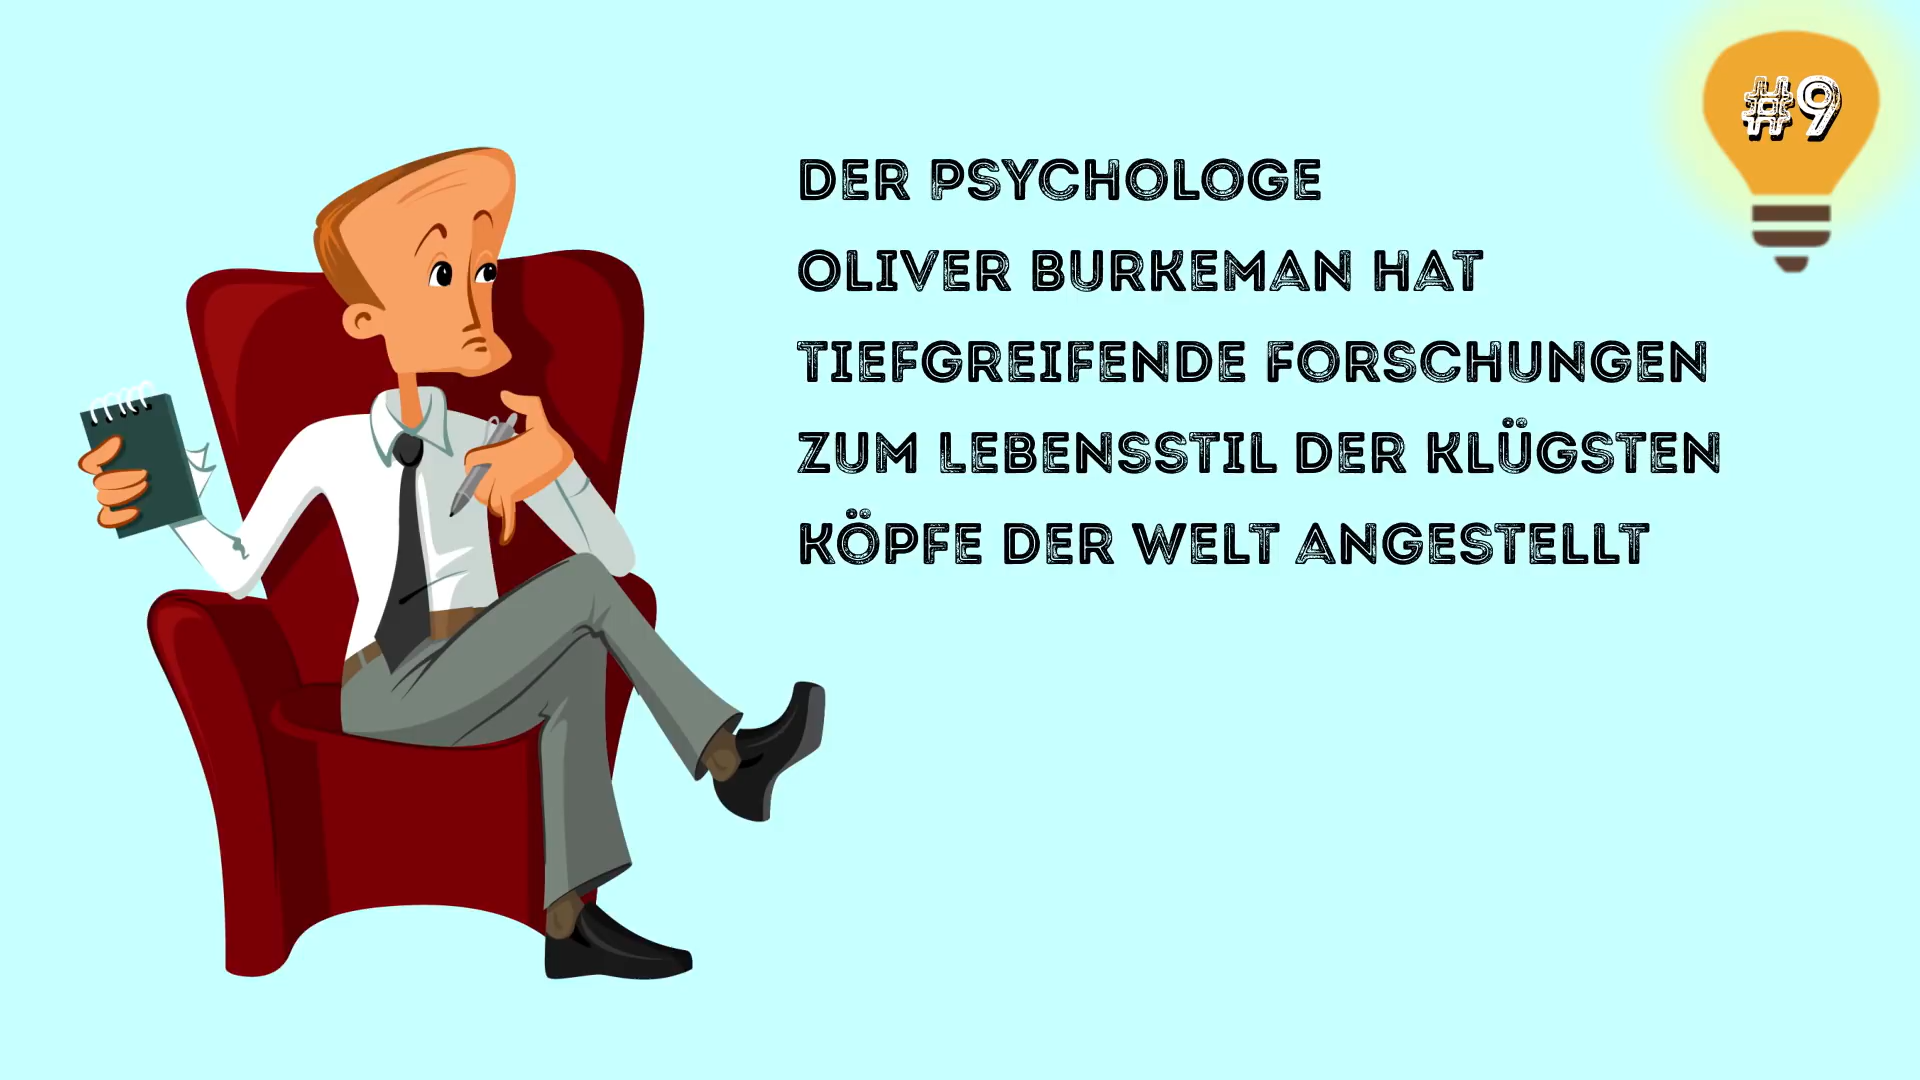 #9
DER PSYCHOLOGE
OLIVER BURKEMAN HAT
TIEFGREIFENDE FORSCHUNGEN
ZUM LEBENSSTIL DER KLÜGSTEN
KÖPFE DER WELT ANGESTELLT